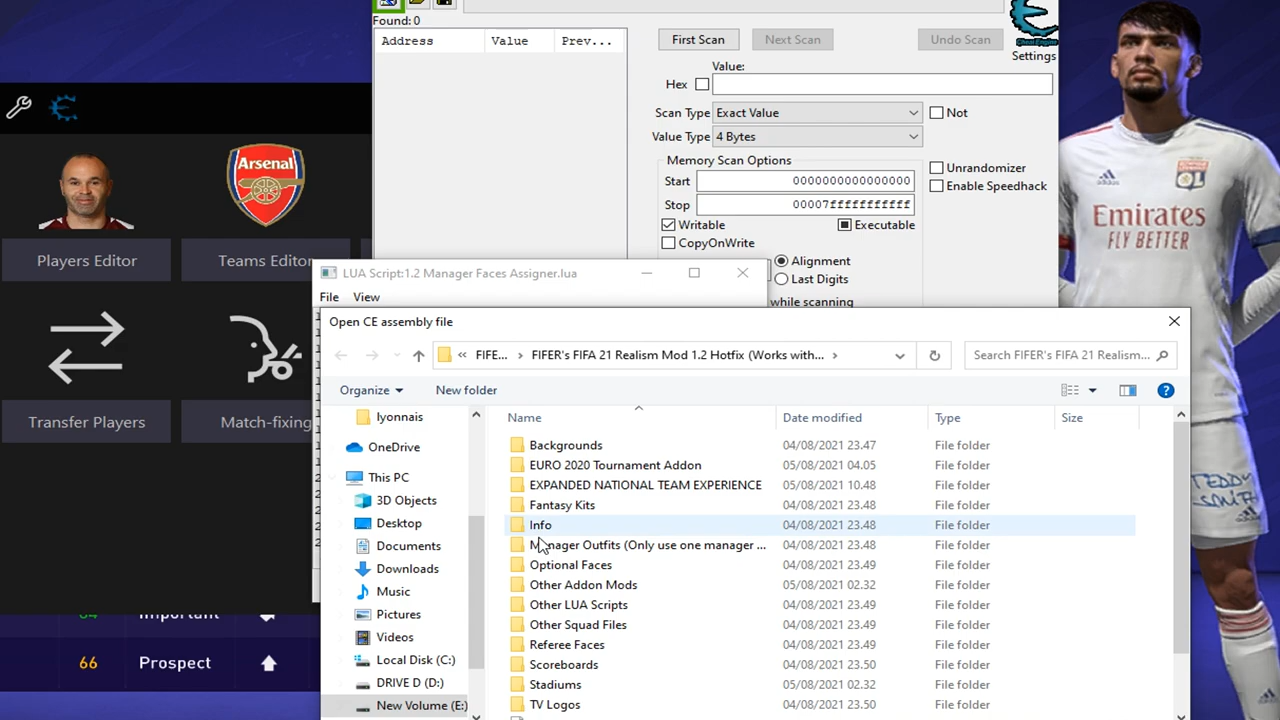 Found: 0
Address Value Prev...
First Scan Next Scan Undo Scan
Cheat Engine
Settings
Value:
Hex
Scan Type Exact Value Not
Value Type 4 Bytes
Memory Scan Options
Start 0000000000000000
Stop 00007fffffffffff
Writable Executable
CopyOnWrite
Alignment
Last Digits
while scanning
Unrandomizer
Enable Speedhack
Arsenal
Players Editor
Teams Editor
Transfer Players
Match-fixing
Important
66 Prospect
LUA Script:1.2 Manager Faces Assigner.lua
File View
Open CE assembly file
« FIFE... › FIFER's FIFA 21 Realism Mod 1.2 Hotfix (Works with... ›
Search FIFER's FIFA 21 Realism...
Organize New folder
lyonnais
OneDrive
This PC
3D Objects
Desktop
Documents
Downloads
Music
Pictures
Videos
Local Disk (C:)
DRIVE D (D:)
New Volume (E:)
Name Date modified Type Size
Backgrounds 04/08/2021 23.47 File folder
EURO 2020 Tournament Addon 05/08/2021 04.05 File folder
EXPANDED NATIONAL TEAM EXPERIENCE 05/08/2021 10.48 File folder
Fantasy Kits 04/08/2021 23.48 File folder
Info 04/08/2021 23.48 File folder
Manager Outfits (Only use one manager ... 04/08/2021 23.48 File folder
Optional Faces 04/08/2021 23.48 File folder
Other Addon Mods 05/08/2021 02.32 File folder
Other LUA Scripts 04/08/2021 23.49 File folder
Other Squad Files 04/08/2021 23.49 File folder
Referee Faces 04/08/2021 23.49 File folder
Scoreboards 04/08/2021 23.50 File folder
Stadiums 05/08/2021 02.32 File folder
TV Logos 04/08/2021 23.50 File folder
adidas
Emirates
FLY BETTER